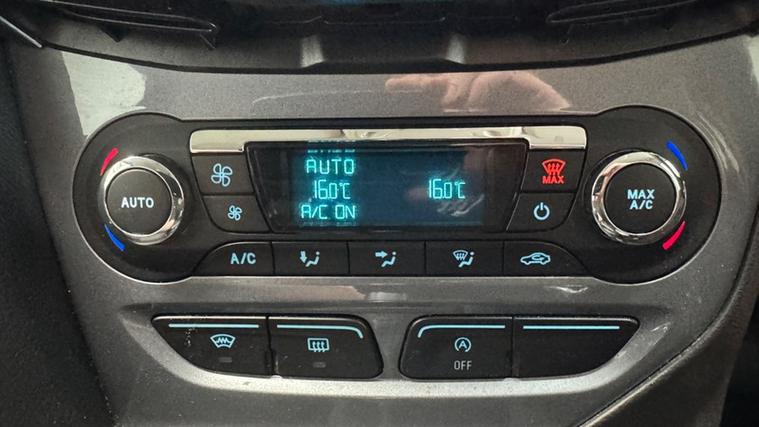 AUTO
16.0℃ 16.0℃
A/C ON
MAX
AUTO
MAX
A/C
A/C
A
OFF